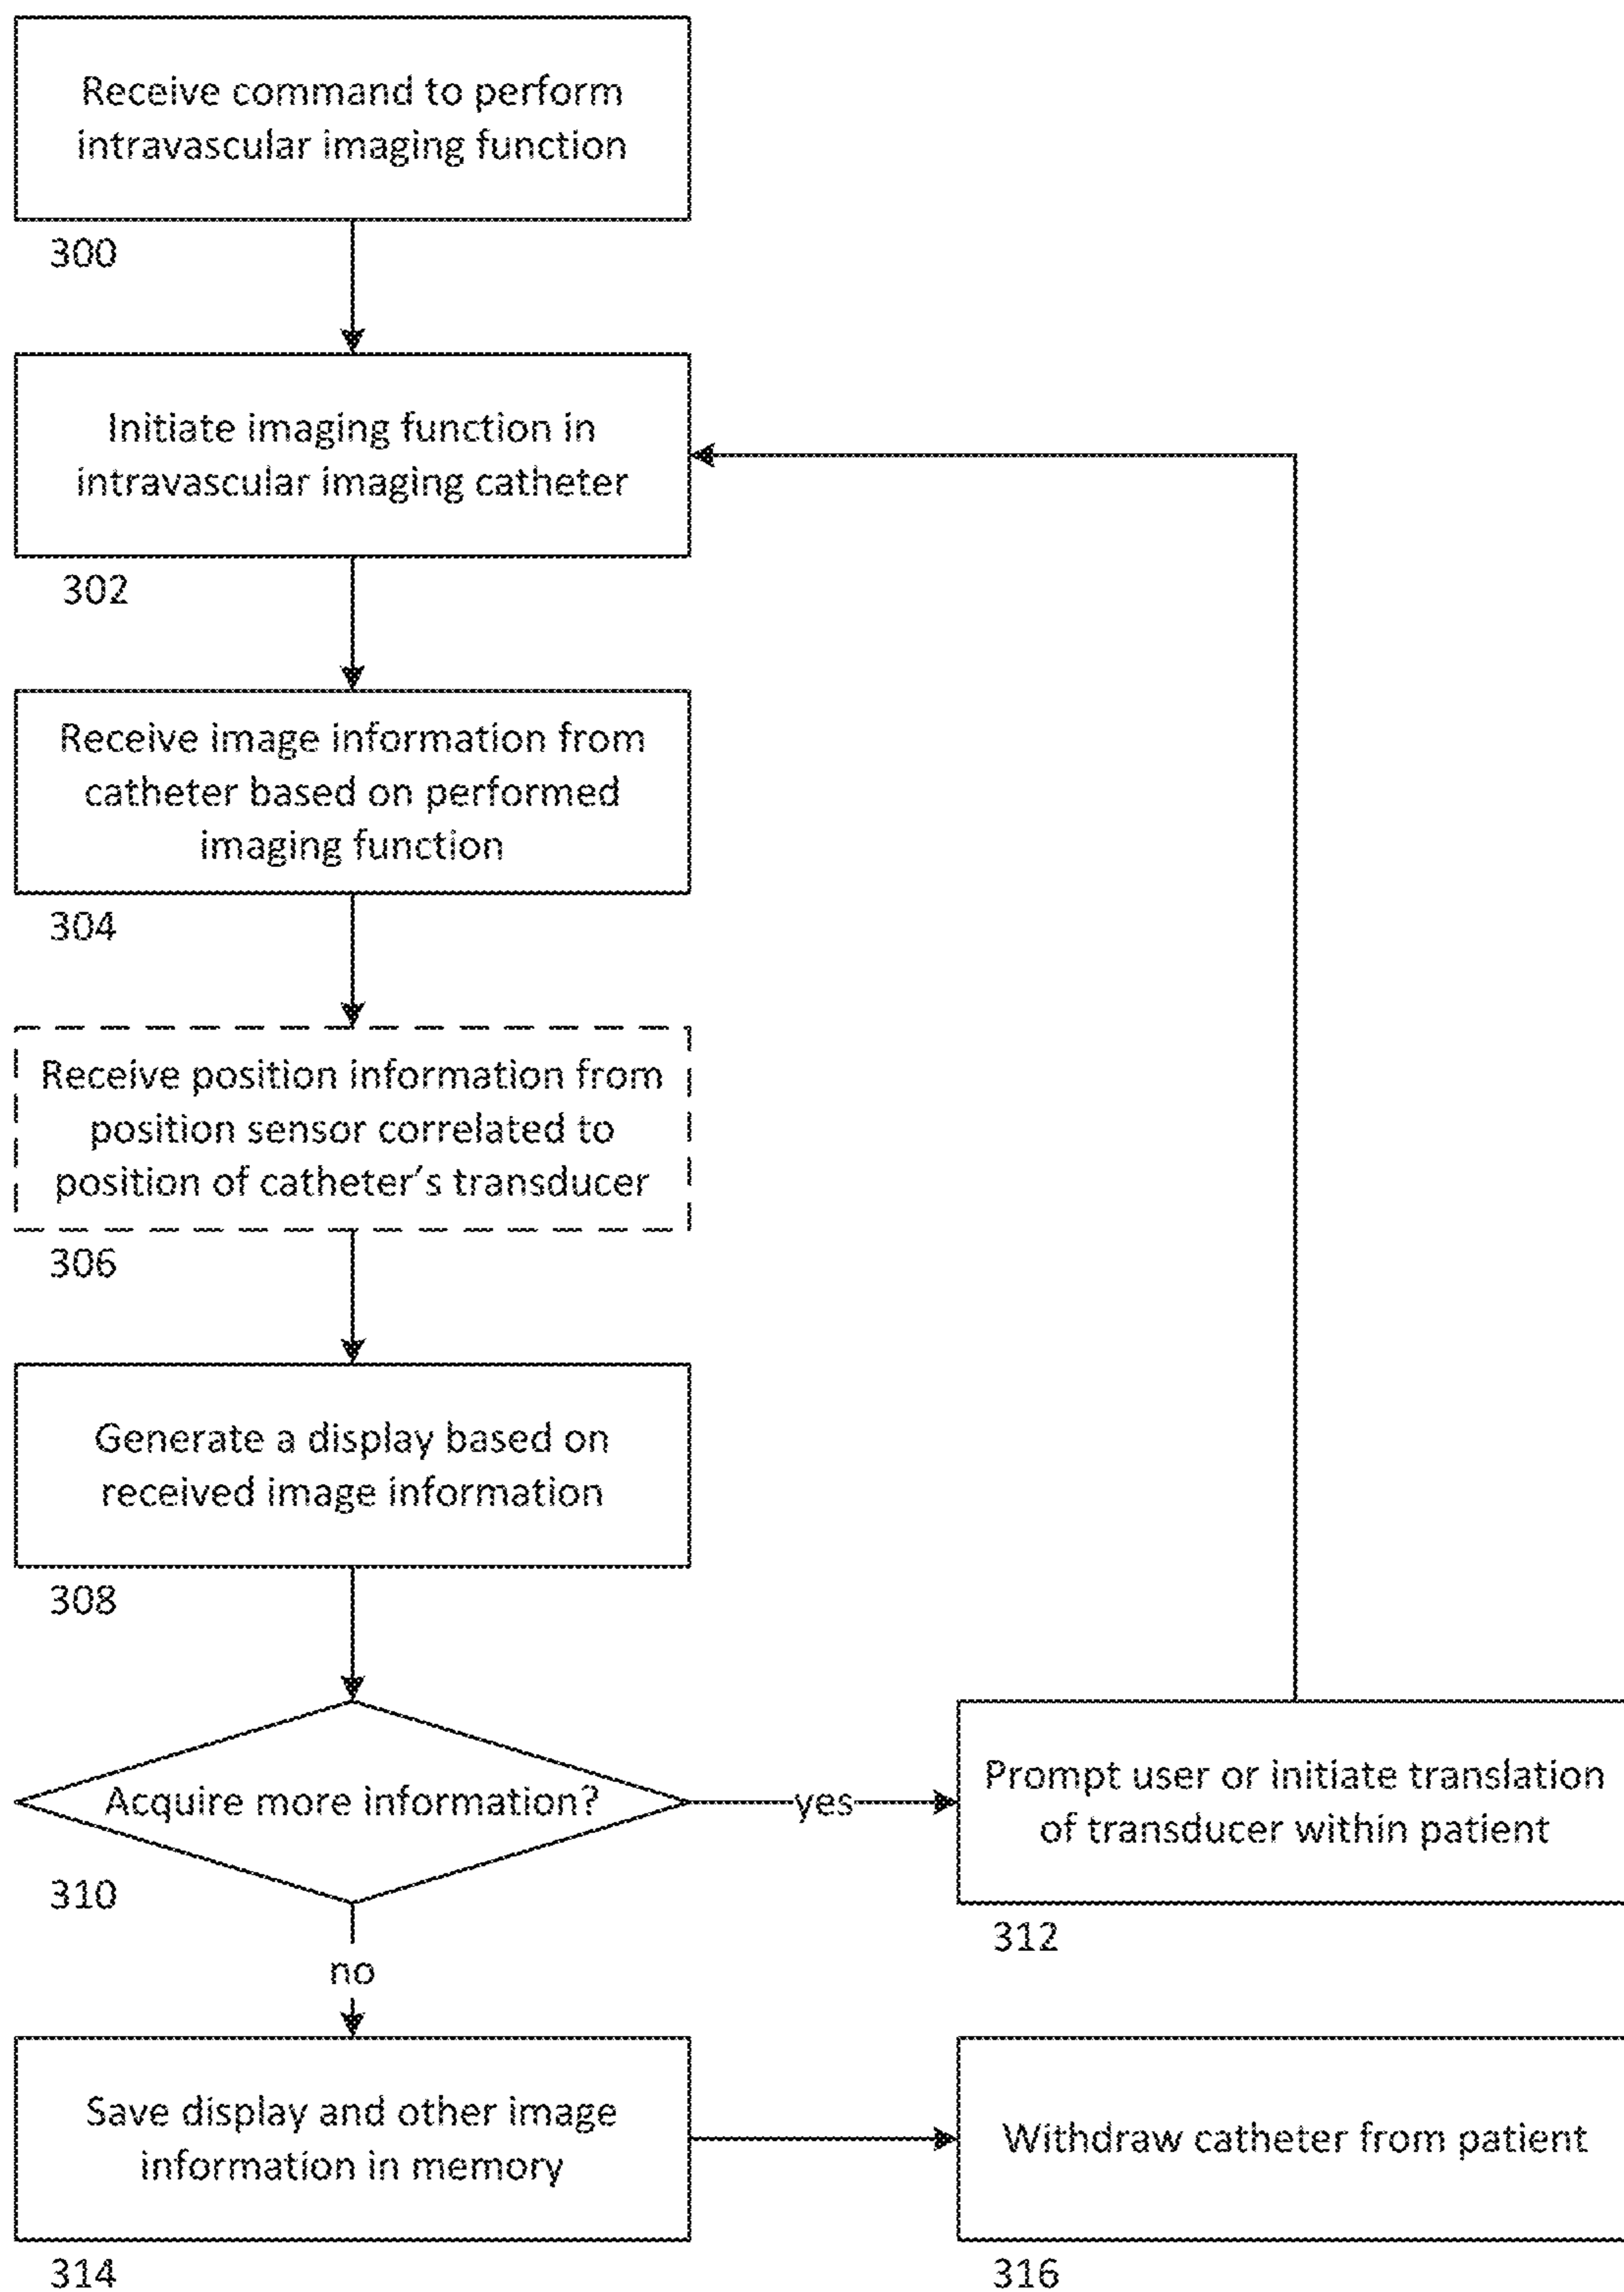 Receive command to perform
intravascular imaging function
300
Initiate imaging function in
intravascular imaging catheter
302
Receive image information from
catheter based on performed
imaging function
304
Receive position information from
position sensor correlated to
position of catheter's transducer
306
Generate a display based on
received image information
308
Acquire more information?
yes
310
Prompt user or initiate translation
of transducer within patient
312
no
Save display and other image
information in memory
314
Withdraw catheter from patient
316